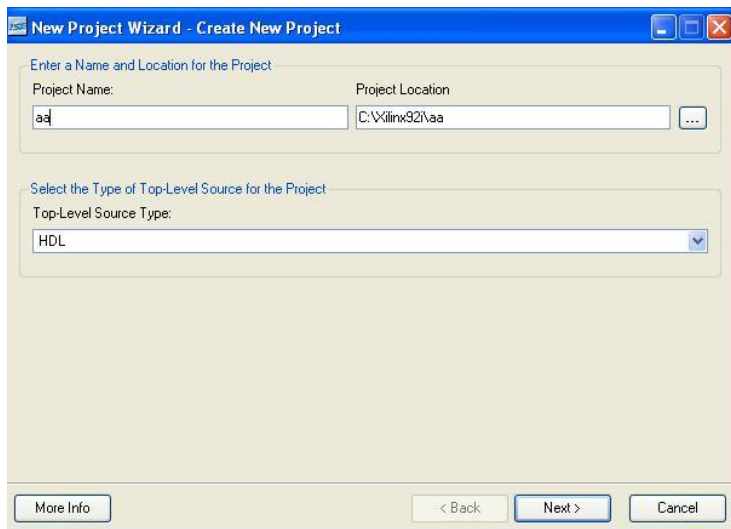 ISE New Project Wizard - Create New Project
Enter a Name and Location for the Project
Project Name: Project Location
aa C:\Xilinx92i\aa ...
Select the Type of Top-Level Source for the Project
Top-Level Source Type:
HDL
More Info < Back Next > Cancel